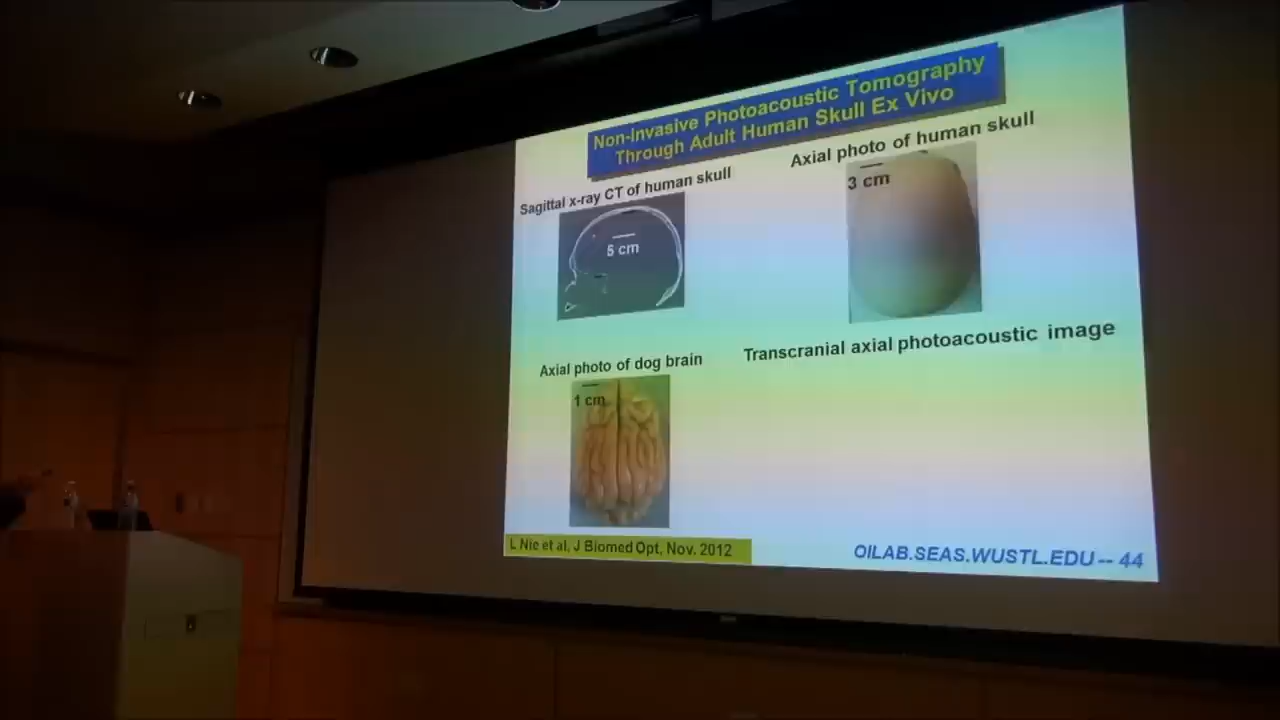 Non-Invasive Photoacoustic Tomography
Through Adult Human Skull Ex Vivo
Sagittal x-ray CT of human skull
5 cm
Axial photo of human skull
3 cm
Axial photo of dog brain
1 cm
Transcranial axial photoacoustic image
L Nie et al, J Biomed Opt, Nov. 2012
OILAB.SEAS.WUSTL.EDU -- 44